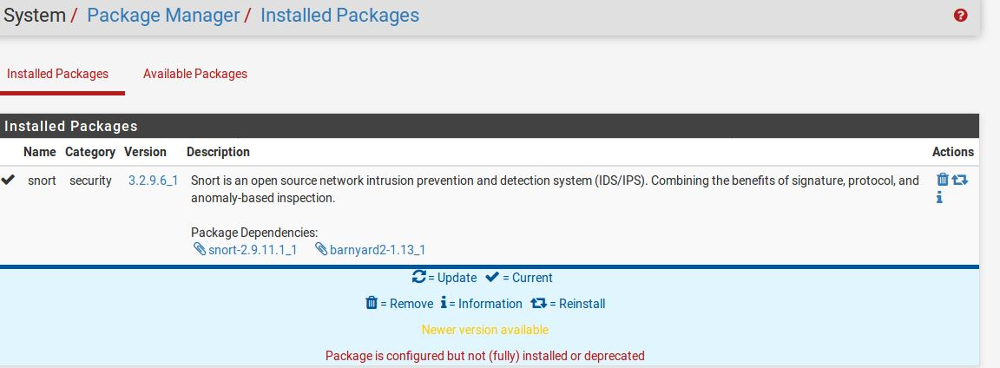 System / Package Manager / Installed Packages
Installed Packages Available Packages
Installed Packages
Name Category Version Description Actions
snort security 3.2.9.6_1 Snort is an open source network intrusion prevention and detection system (IDS/IPS). Combining the benefits of signature, protocol, and
anomaly-based inspection.
Package Dependencies:
snort-2.9.11.1_1 barnyard2-1.13_1
= Update = Current
= Remove = Information = Reinstall
Newer version available
Package is configured but not (fully) installed or deprecated